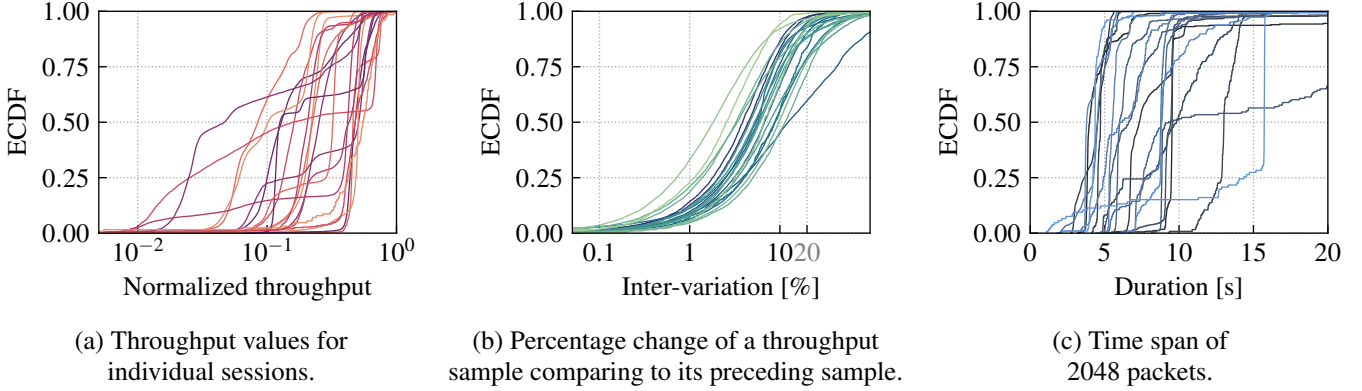 1.00
0.75
0.50
0.25
0.00
ECDF
10⁻²
10⁻¹
10⁰
Normalized throughput
(a) Throughput values for
individual sessions.
1.00
0.75
0.50
0.25
0.00
ECDF
0.1
1
10
20
Inter-variation [%]
(b) Percentage change of a throughput
sample comparing to its preceding sample.
1.00
0.75
0.50
0.25
0.00
ECDF
0
5
10
15
20
Duration [s]
(c) Time span of
2048 packets.